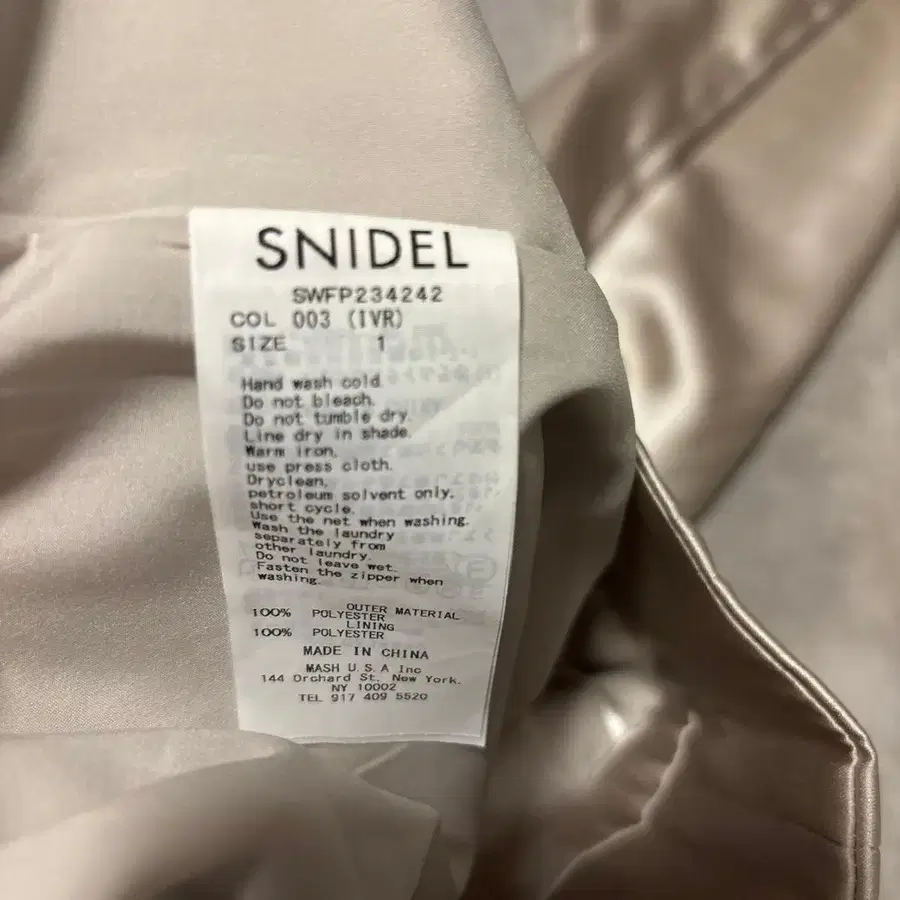 SNIDEL
SWFP234242
COL 003 (IVR)
SIZE 1
Hand wash cold.
Do not bleach.
Do not tumble dry.
Line dry in shade.
Warm iron,
use press cloth.
Dryclean,
petroleum solvent only.
short cycle.
Use the net when washing.
Wash the laundry
separately from
other laundry.
Do not leave wet.
Fasten the zipper when
washing.
OUTER MATERIAL
100% POLYESTER
LINING
100% POLYESTER
MADE IN CHINA
MASH U.S.A Inc
144 Orchard St. New York.
NY 10002
TEL 917 409 5520